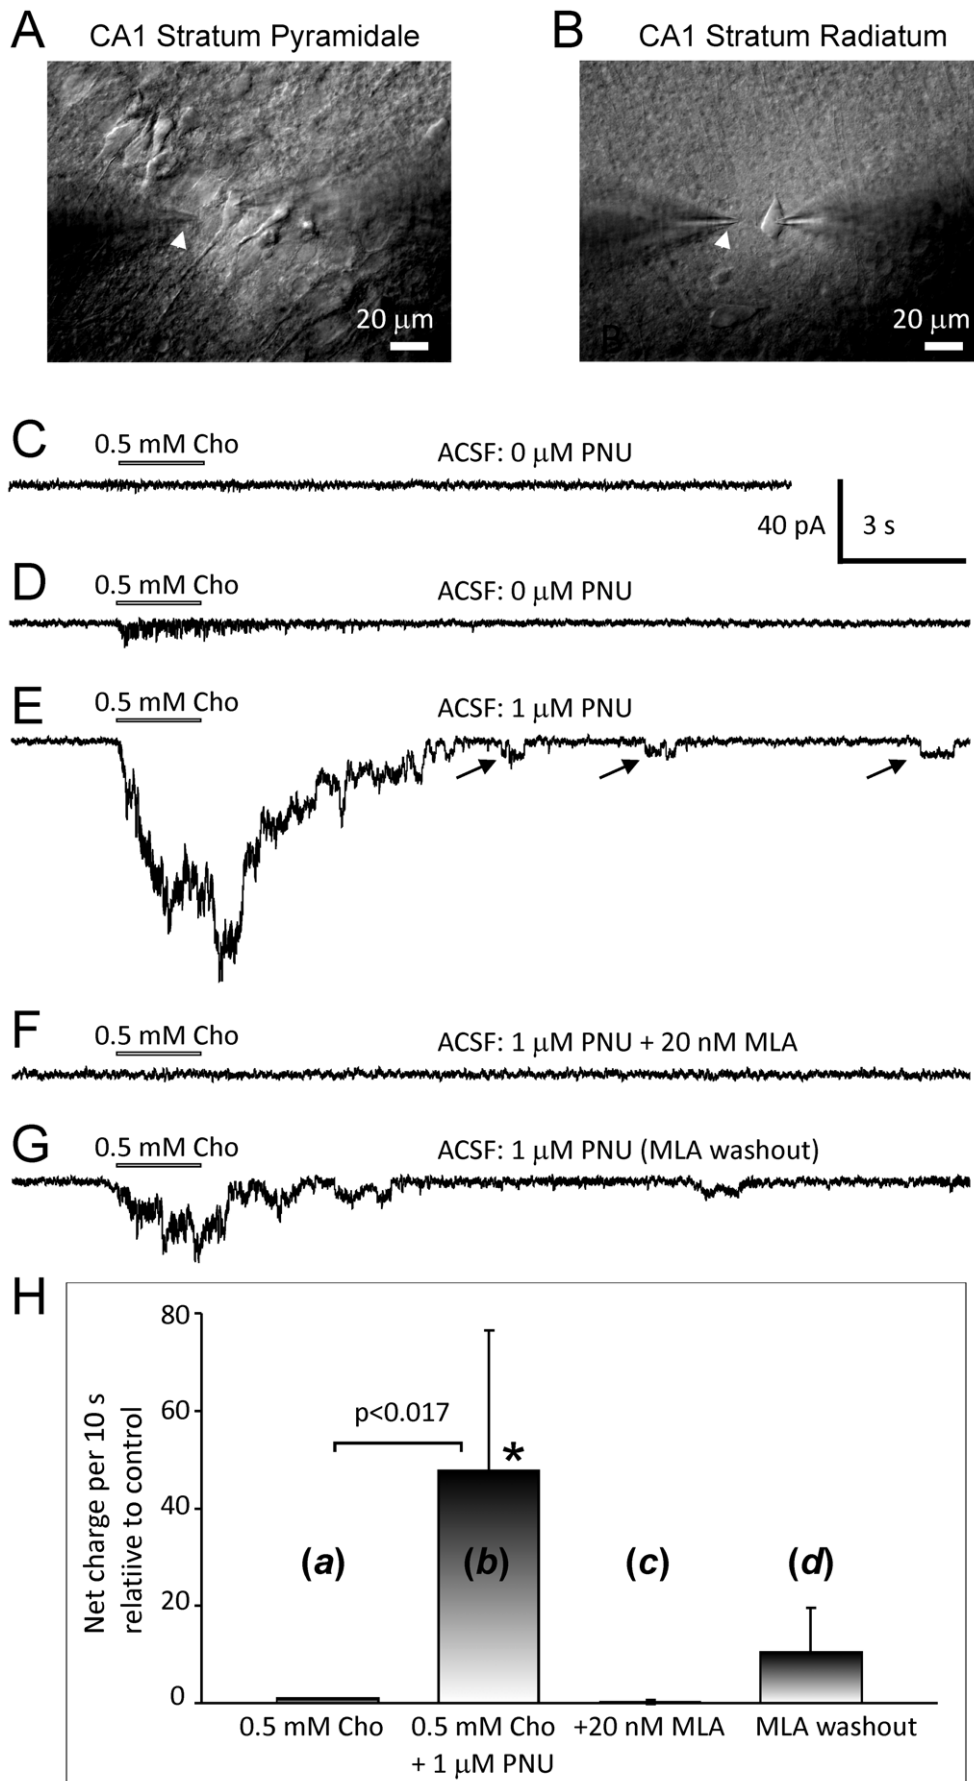 A CA1 Stratum Pyramidale
B CA1 Stratum Radiatum
20 μm
B
20 μm
C 0.5 mM Cho ACSF: 0 μM PNU
40 pA 3 s
D 0.5 mM Cho ACSF: 0 μM PNU
E 0.5 mM Cho ACSF: 1 μM PNU
F 0.5 mM Cho ACSF: 1 μM PNU + 20 nM MLA
G 0.5 mM Cho ACSF: 1 μM PNU (MLA washout)
H
Net charge per 10 s
relatiive to control
80
60
40
20
0
p<0.017
*
(a) (b) (c) (d)
0.5 mM Cho 0.5 mM Cho +20 nM MLA MLA washout
+ 1 μM PNU